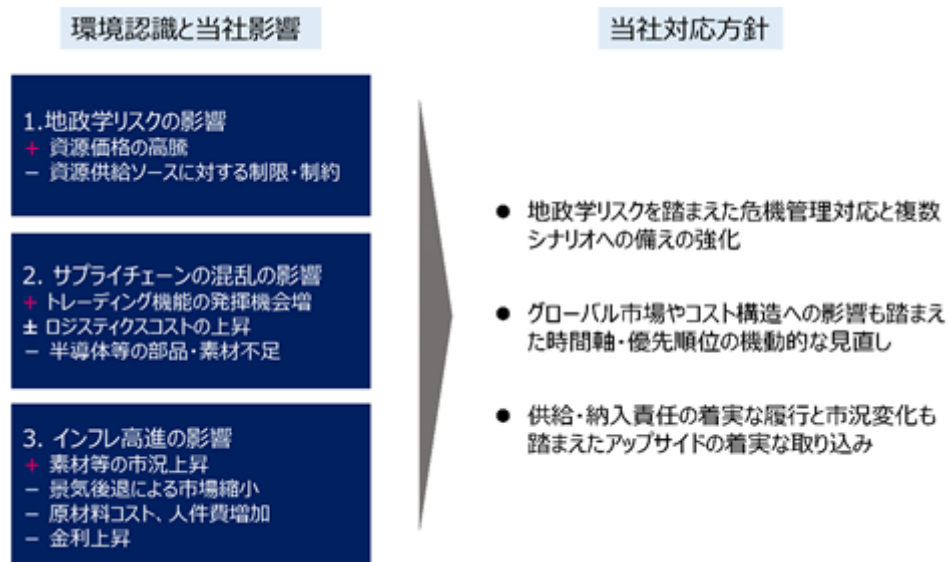 環境認識と当社影響
当社対応方針
1.地政学リスクの影響
+ 資源価格の高騰
− 資源供給ソースに対する制限・制約
2. サプライチェーンの混乱の影響
+ トレーディング機能の発揮機会増
± ロジスティクスコストの上昇
− 半導体等の部品・素材不足
3. インフレ高進の影響
+ 素材等の市況上昇
− 景気後退による市場縮小
− 原材料コスト、人件費増加
− 金利上昇
● 地政学リスクを踏まえた危機管理対応と複数
シナリオへの備えの強化
● グローバル市場やコスト構造への影響も踏まえ
た時間軸・優先順位の機動的な見直し
● 供給・納入責任の着実な履行と市況変化も
踏まえたアップサイドの着実な取り込み